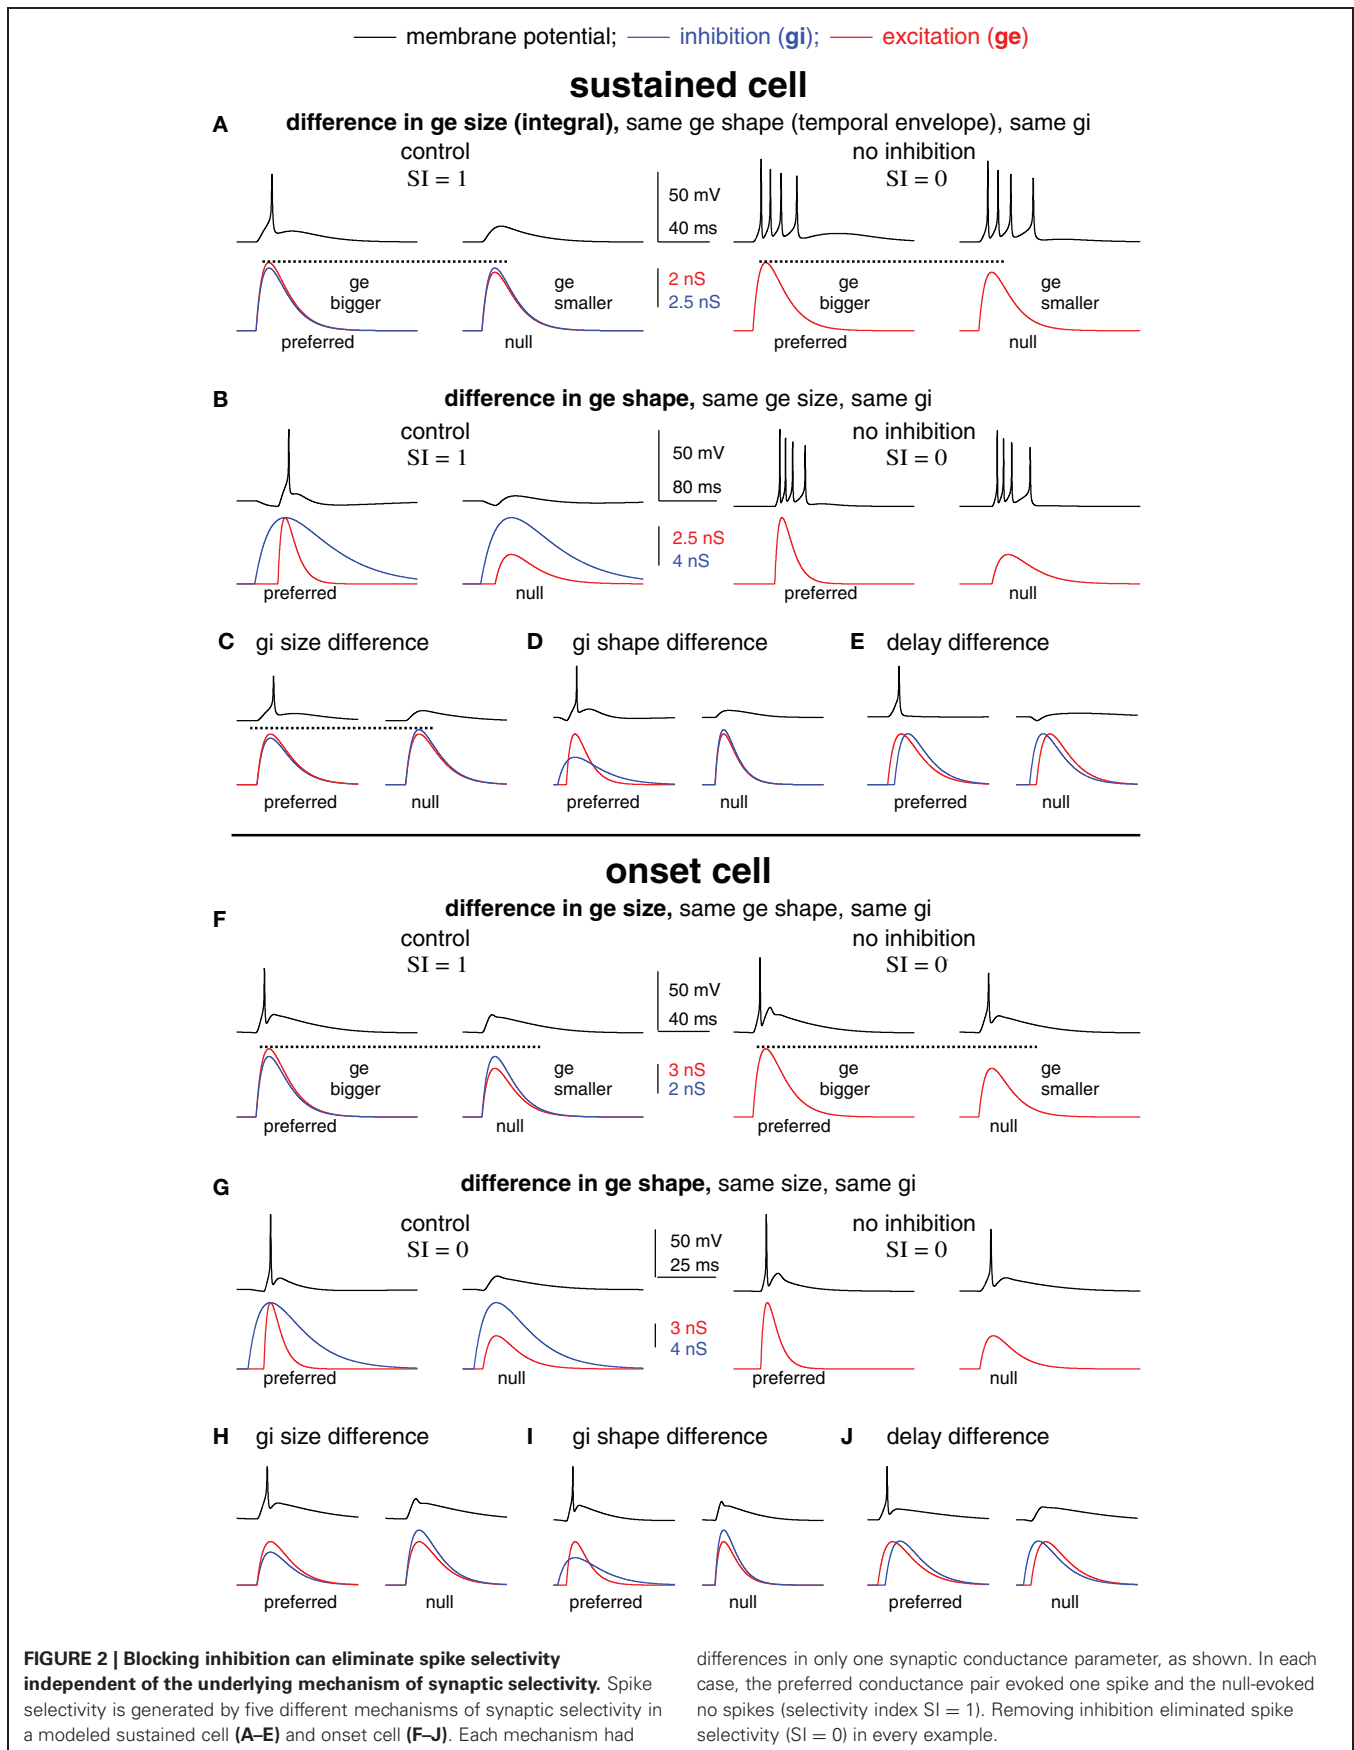 membrane potential; inhibition (gi); excitation (ge)
sustained cell
A difference in ge size (integral), same ge shape (temporal envelope), same gi
control no inhibition
SI = 1 SI = 0
50 mV
40 ms
ge bigger
ge smaller
2 nS
2.5 nS
ge bigger
ge smaller
preferred null preferred null
B difference in ge shape, same ge size, same gi
control no inhibition
SI = 1 SI = 0
50 mV
80 ms
2.5 nS
4 nS
preferred null preferred null
C gi size difference D gi shape difference E delay difference
preferred null preferred null preferred null
onset cell
F difference in ge size, same ge shape, same gi
control no inhibition
SI = 1 SI = 0
50 mV
40 ms
ge bigger
ge smaller
3 nS
2 nS
ge bigger
ge smaller
preferred null preferred null
G difference in ge shape, same size, same gi
control no inhibition
SI = 0 SI = 0
50 mV
25 ms
3 nS
4 nS
preferred null preferred null
H gi size difference I gi shape difference J delay difference
preferred null preferred null preferred null
FIGURE 2 | Blocking inhibition can eliminate spike selectivity
independent of the underlying mechanism of synaptic selectivity. Spike
selectivity is generated by five different mechanisms of synaptic selectivity in
a modeled sustained cell (A–E) and onset cell (F–J). Each mechanism had
differences in only one synaptic conductance parameter, as shown. In each
case, the preferred conductance pair evoked one spike and the null-evoked
no spikes (selectivity index SI = 1). Removing inhibition eliminated spike
selectivity (SI = 0) in every example.